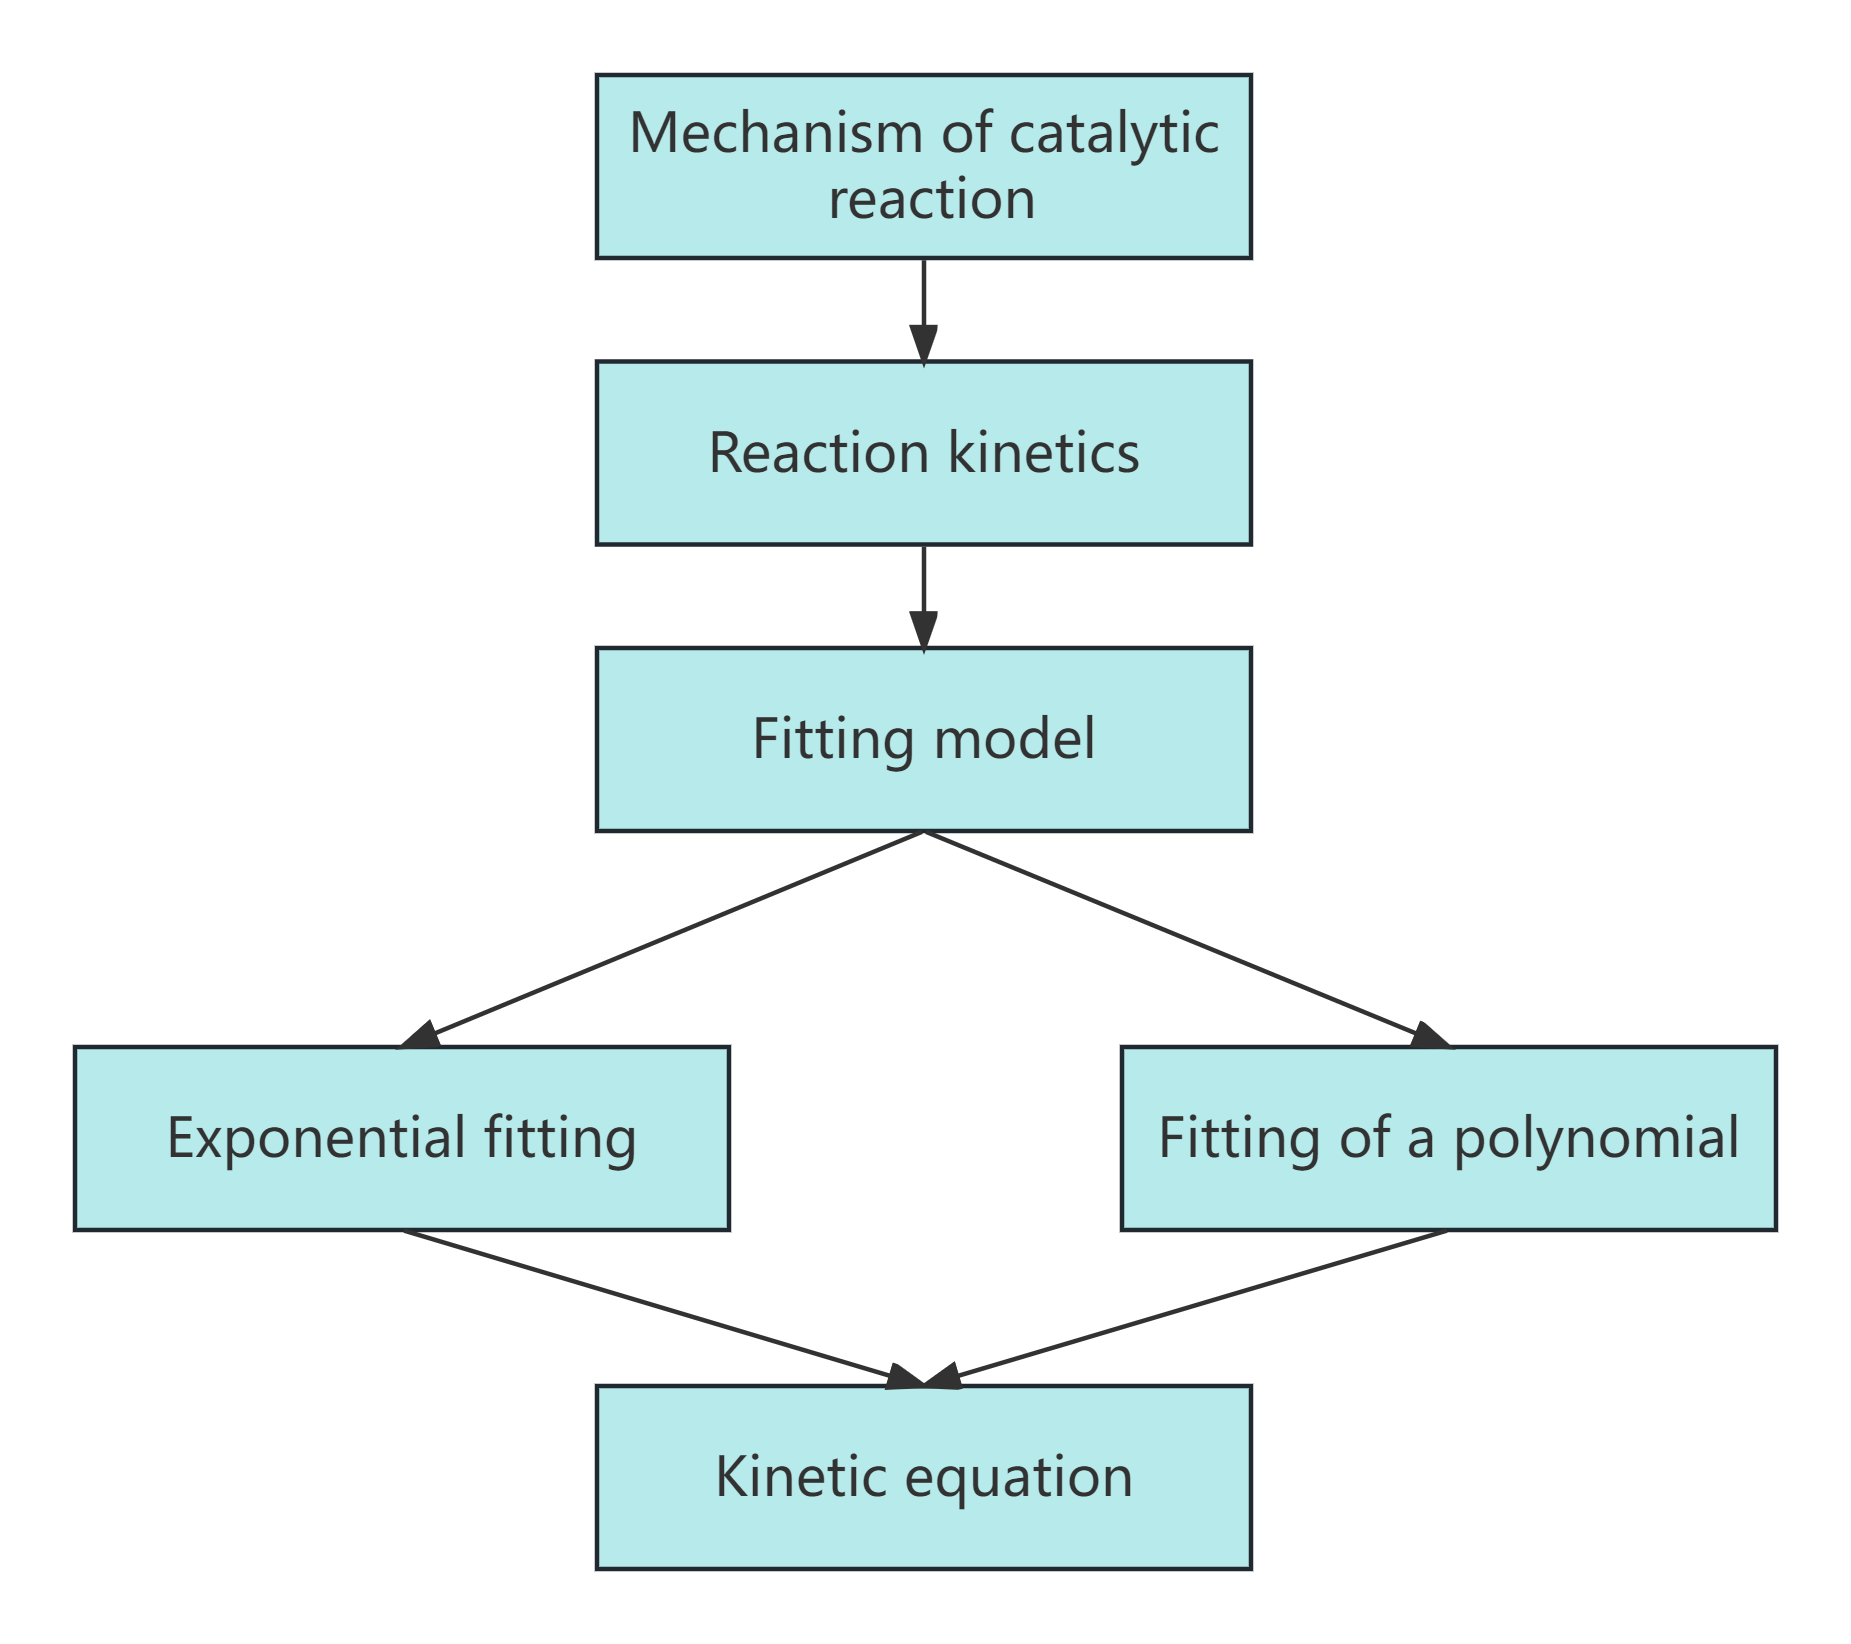 Mechanism of catalytic
reaction
Reaction kinetics
Fitting model
Exponential fitting
Fitting of a polynomial
Kinetic equation